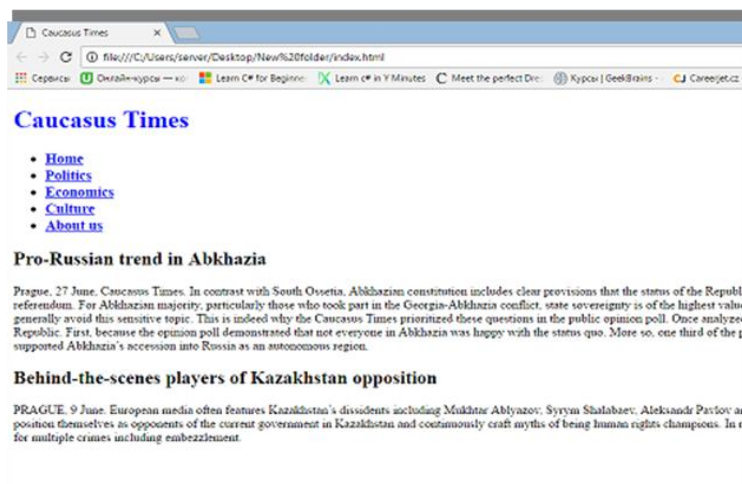 Caucasus Times
file:///C:/Users/server/Desktop/New%20folder/index.html
Сервисы Онлайн-курсы — ко Learn C# for Beginner Learn c# in Y Minutes Meet the perfect Dre Курсы | GeekBrains - Careerjet.cz
Caucasus Times
Home
Politics
Economics
Culture
About us
Pro-Russian trend in Abkhazia
Prague, 27 June, Caucasus Times. In contrast with South Ossetia, Abkhazian constitution includes clear provisions that the status of the Republ
referendum. For Abkhazian majority, particularly those who took part in the Georgia-Abkhazia conflict, state sovereignty is of the highest valu
generally avoid this sensitive topic. This is indeed why the Caucasus Times prioritized these questions in the public opinion poll. Once analyzed
Republic. First, because the opinion poll demonstrated that not everyone in Abkhazia was happy with the status quo. More so, one third of the p
supported Abkhazia's accession into Russia as an autonomous region.
Behind-the-scenes players of Kazakhstan opposition
PRAGUE, 9 June. European media often features Kazakhstan's dissidents including Mukhtar Ablyazov, Syrym Shalabaev, Aleksandr Pavlov a
position themselves as opponents of the current government in Kazakhstan and continuously craft myths of being human rights champions. In r
for multiple crimes including embezzlement.